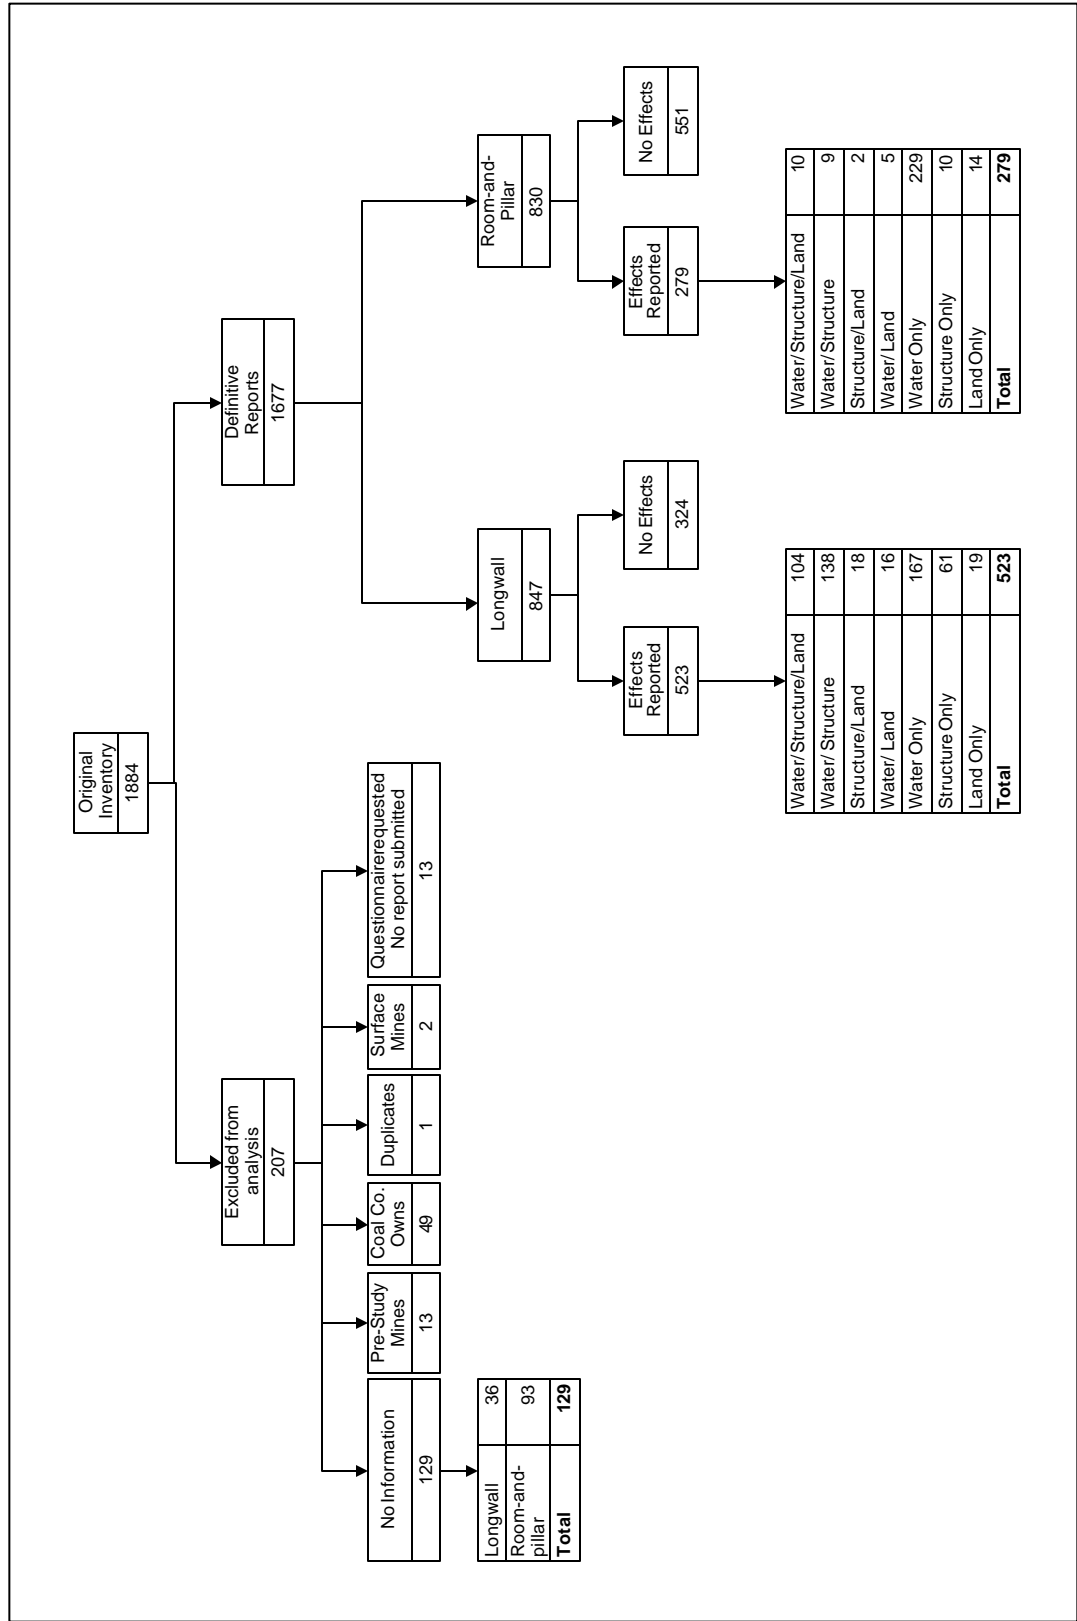 Original
Inventory
1884
Excluded from
analysis
207
Definitive
Reports
1677
No Information
129
Pre-Study
Mines
13
Coal Co.
Owns
49
Duplicates
1
Surface
Mines
2
Questionnairerequested
No report submitted
13
Longwall 36
Room-and-
pillar 93
Total 129
Longwall
847
Room-and-
Pillar
830
Effects
Reported
523
No Effects
324
Effects
Reported
279
No Effects
551
Water/Structure/Land 104
Water/ Structure 138
Structure/Land 18
Water/ Land 16
Water Only 167
Structure Only 61
Land Only 19
Total 523
Water/Structure/Land 10
Water/Structure 9
Structure/Land 2
Water/ Land 5
Water Only 229
Structure Only 10
Land Only 14
Total 279